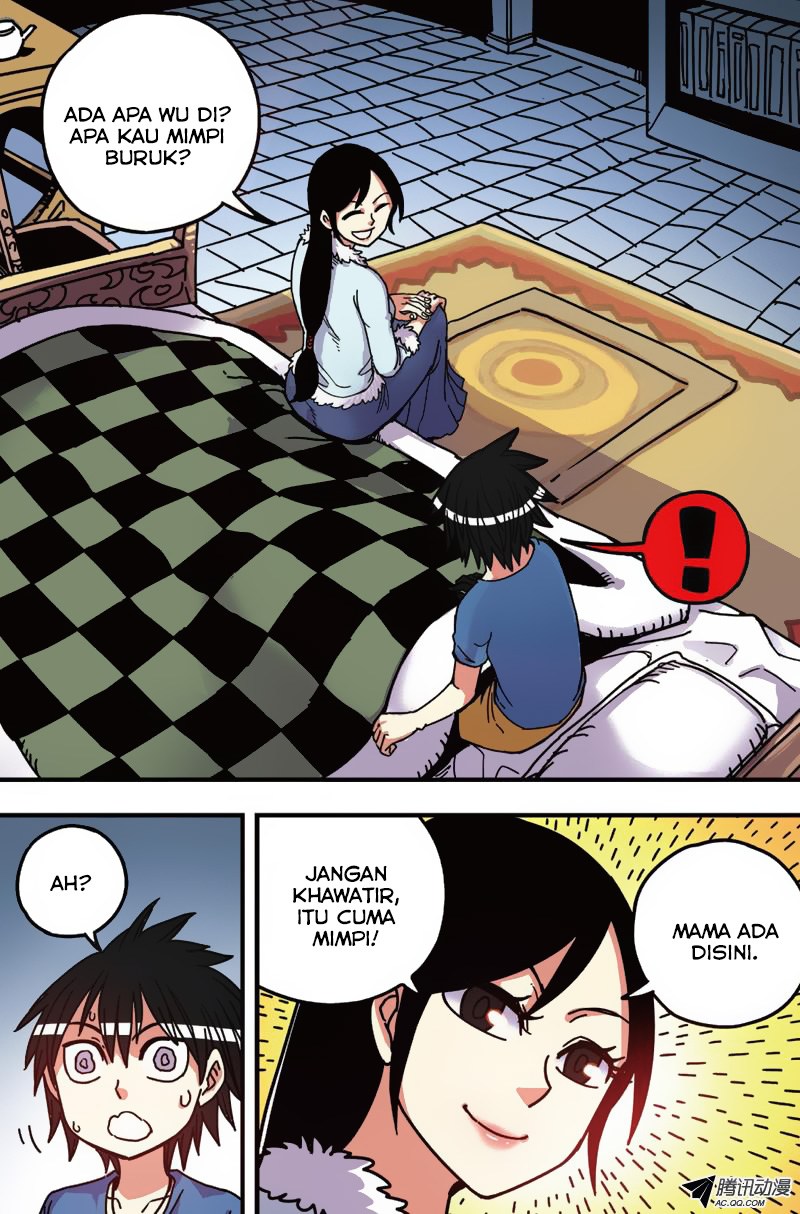 ADA APA WU DI?
APA KAU MIMPI
BURUK?
!
AH?
JANGAN
KHAWATIR,
ITU CUMA
MIMPI!
MAMA ADA
DISINI.
腾讯动漫
AC.QQ.COM